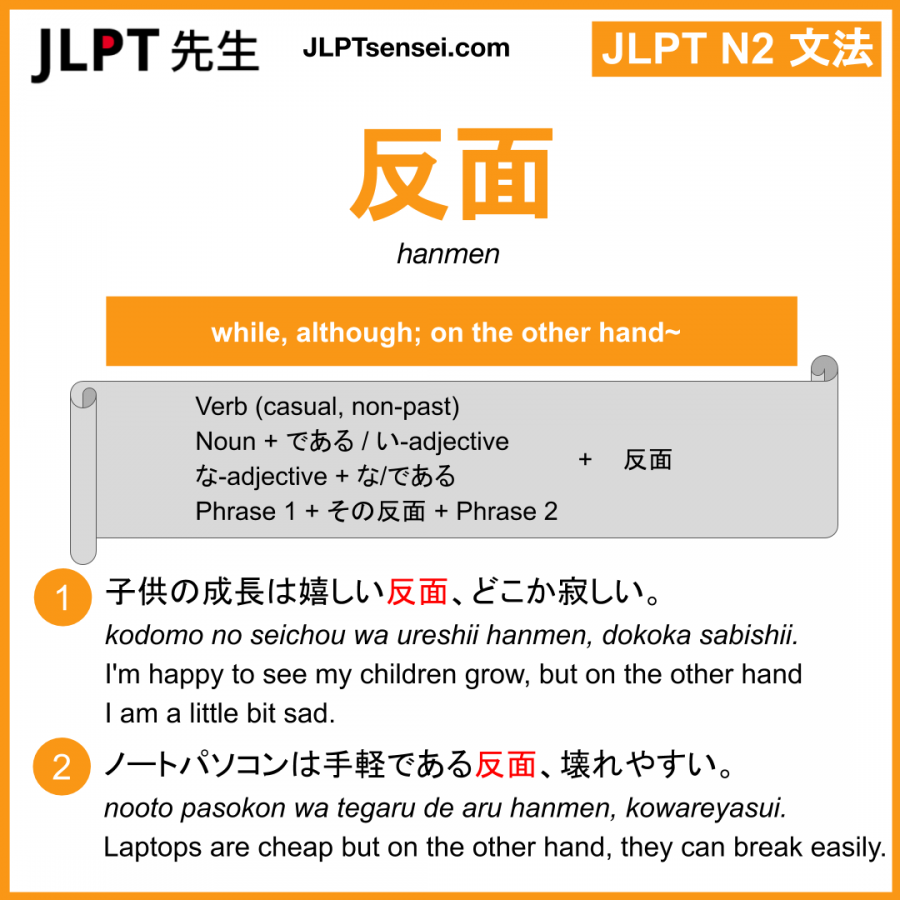 JLPT 先生
JLPTsensei.com
JLPT N2 文法
反面
hanmen
while, although; on the other hand~
Verb (casual, non-past)
Noun + である / い-adjective
な-adjective + な/である
Phrase 1 + その反面 + Phrase 2
+ 反面
1 子供の成長は嬉しい反面、どこか寂しい。
kodomo no seichou wa ureshii hanmen, dokoka sabishii.
I'm happy to see my children grow, but on the other hand
I am a little bit sad.
2 ノートパソコンは手軽である反面、壊れやすい。
nooto pasokon wa tegaru de aru hanmen, kowareyasui.
Laptops are cheap but on the other hand, they can break easily.